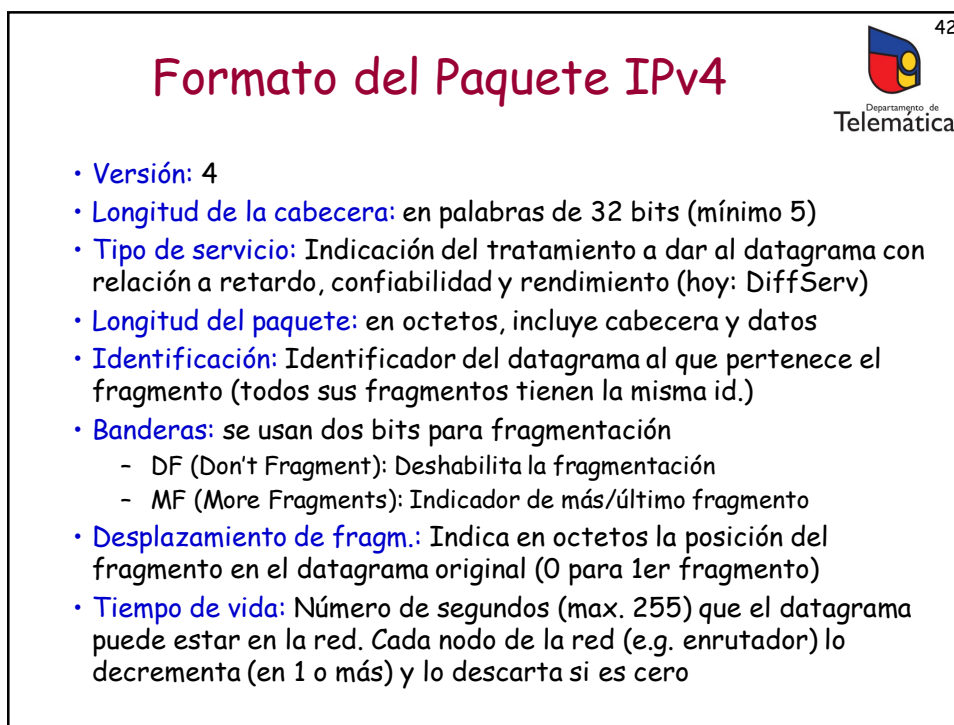 42
Formato del Paquete IPv4
Departamento de
Telemática
• Versión: 4
• Longitud de la cabecera: en palabras de 32 bits (mínimo 5)
• Tipo de servicio: Indicación del tratamiento a dar al datagrama con
relación a retardo, confiabilidad y rendimiento (hoy: DiffServ)
• Longitud del paquete: en octetos, incluye cabecera y datos
• Identificación: Identificador del datagrama al que pertenece el
fragmento (todos sus fragmentos tienen la misma id.)
• Banderas: se usan dos bits para fragmentación
– DF (Don't Fragment): Deshabilita la fragmentación
– MF (More Fragments): Indicador de más/último fragmento
• Desplazamiento de fragm.: Indica en octetos la posición del
fragmento en el datagrama original (0 para 1er fragmento)
• Tiempo de vida: Número de segundos (max. 255) que el datagrama
puede estar en la red. Cada nodo de la red (e.g. enrutador) lo
decrementa (en 1 o más) y lo descarta si es cero